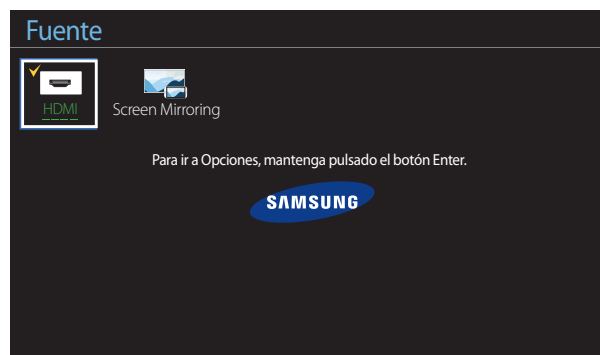 Fuente
HDMI
Screen Mirroring
Para ir a Opciones, mantenga pulsado el botón Enter.
SAMSUNG